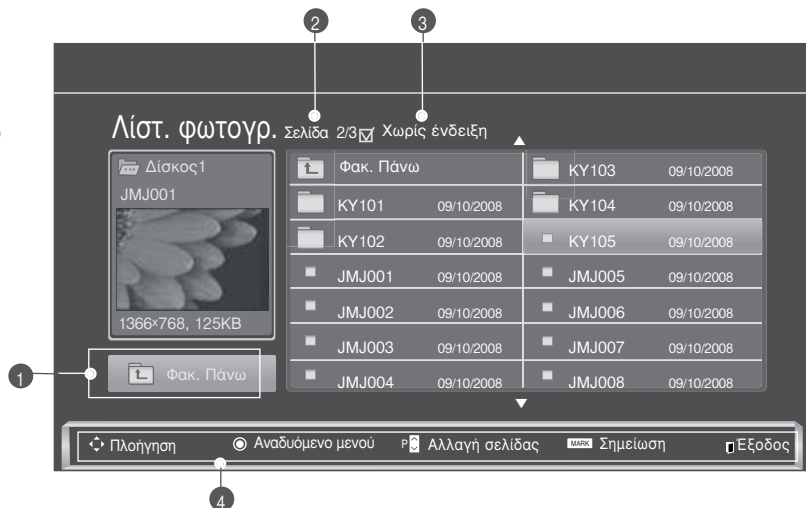 2 3
Λίστ. φωτογρ. Σελίδα 2/3 Χωρίς ένδειξη
Δίσκος1
JMJ001
1366×768, 125KB
Φακ. Πάνω
KY101 09/10/2008
KY102 09/10/2008
JMJ001 09/10/2008
JMJ002 09/10/2008
JMJ003 09/10/2008
JMJ004 09/10/2008
KY103 09/10/2008
KY104 09/10/2008
KY105 09/10/2008
JMJ005 09/10/2008
JMJ006 09/10/2008
JMJ007 09/10/2008
JMJ008 09/10/2008
1 Φακ. Πάνω
Πλοήγηση Αναδυόμενο μενού P Αλλαγή σελίδας MARK Σημείωση Έξοδος
4